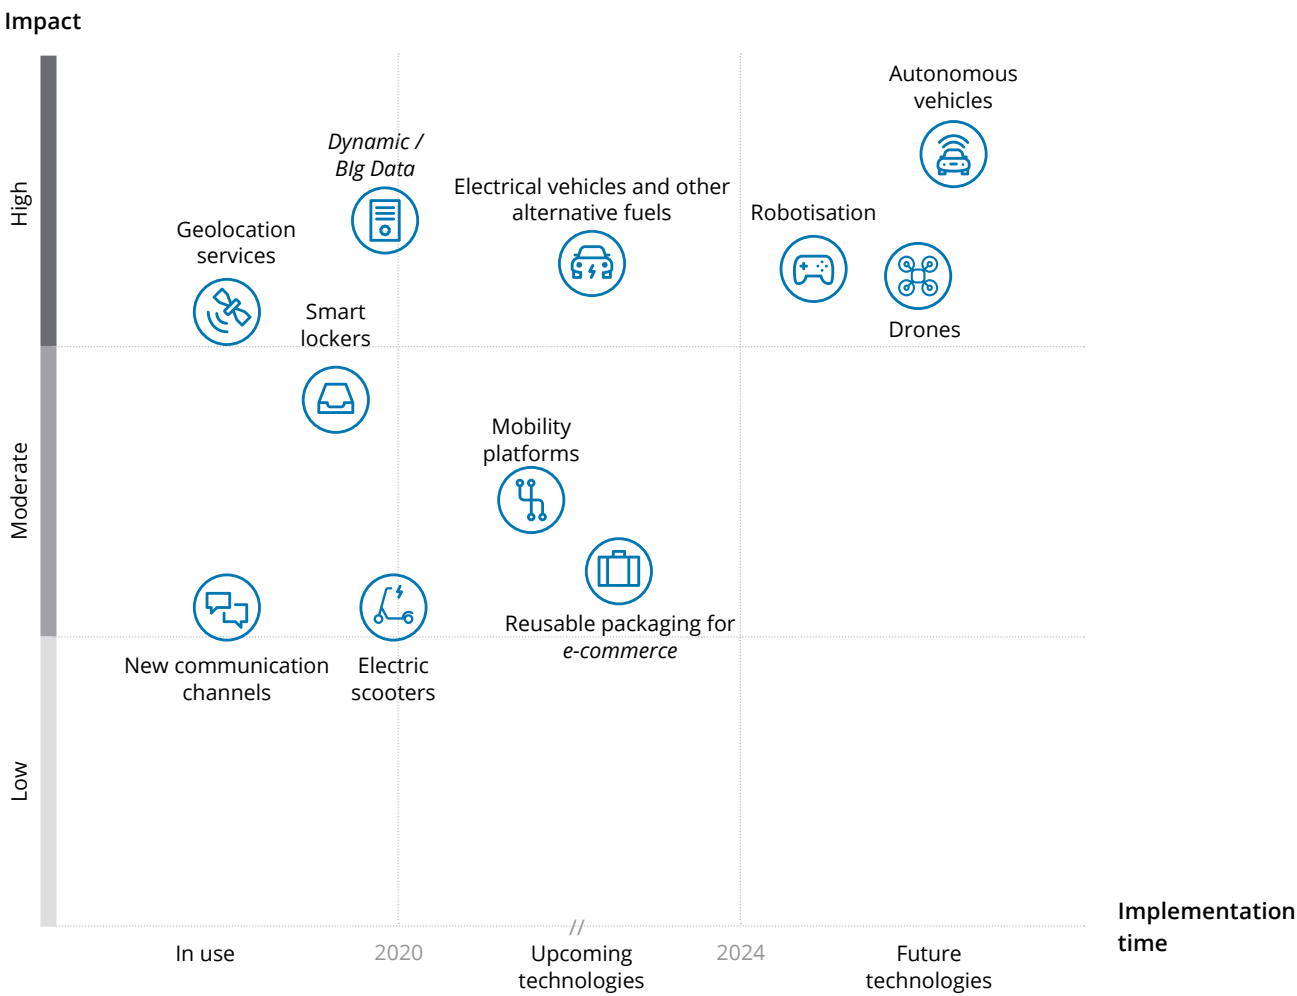 Impact
Autonomous
vehicles
Dynamic /
BIg Data
Electrical vehicles and other
alternative fuels
Robotisation
Geolocation
services
High
Smart
lockers
Drones
Mobility
platforms
Moderate
Reusable packaging for
e-commerce
New communication
channels
Electric
scooters
Low
//
Implementation
time
In use
2020
Upcoming
technologies
2024
Future
technologies